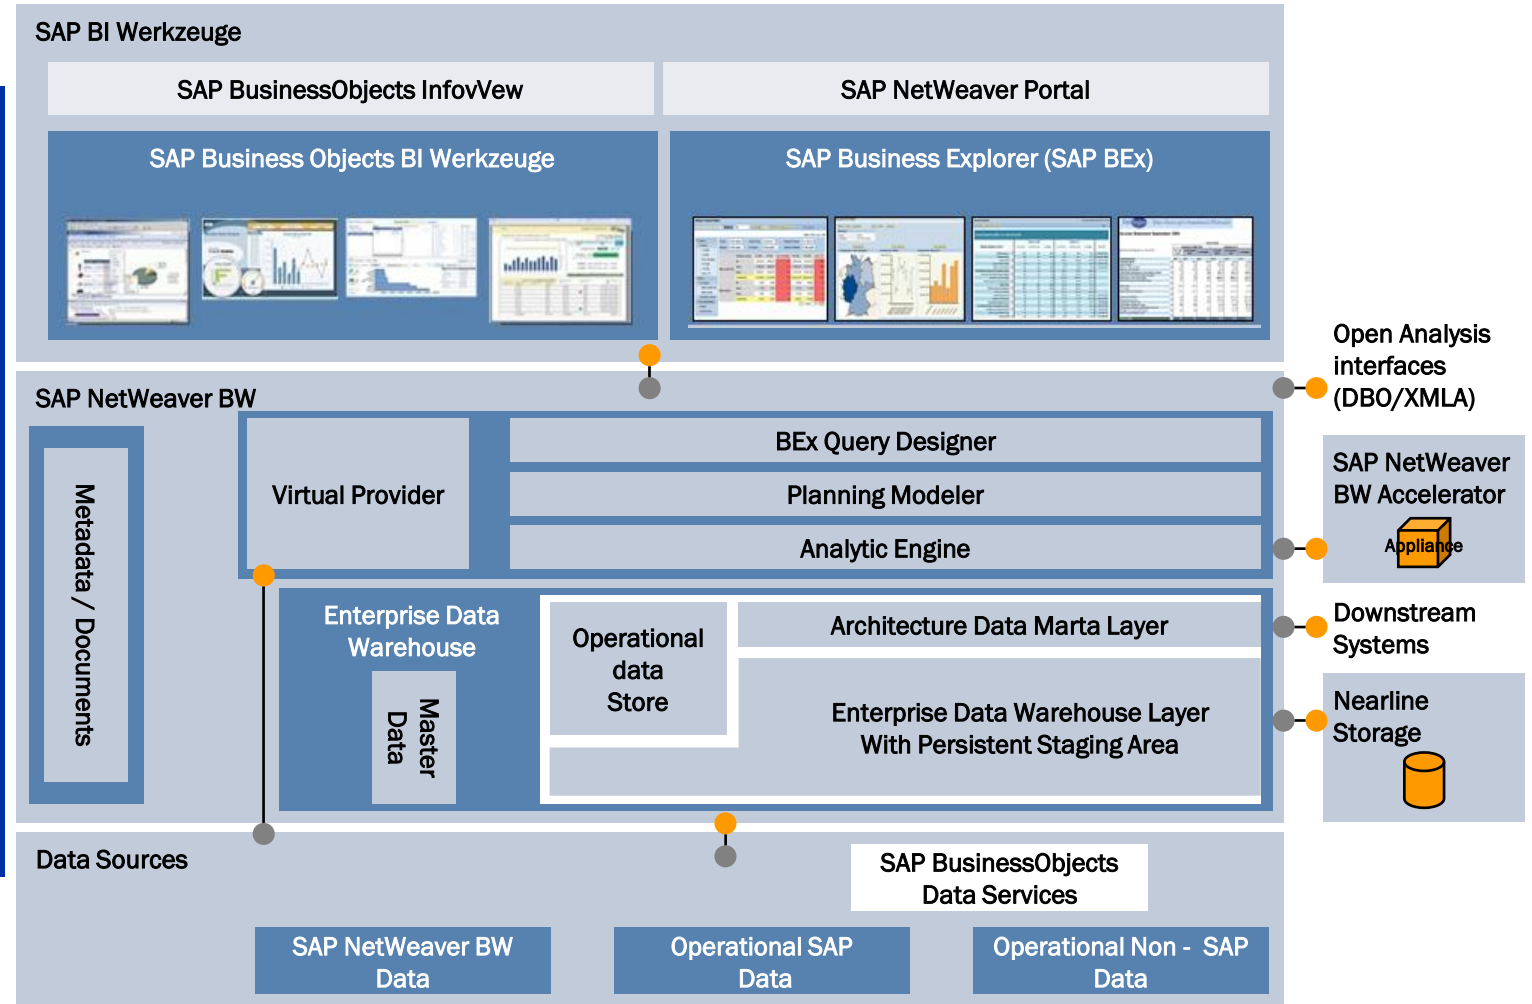 SAP BI Werkzeuge
SAP BusinessObjects InfovVew
SAP NetWeaver Portal
SAP Business Objects BI Werkzeuge
SAP Business Explorer (SAP BEx)
Open Analysis
interfaces
(DBO/XMLA)
SAP NetWeaver BW
Metadata / Documents
Virtual Provider
BEx Query Designer
Planning Modeler
Analytic Engine
SAP NetWeaver
BW Accelerator
Appliance
Enterprise Data
Warehouse
Master
Data
Operational
data
Store
Architecture Data Marta Layer
Enterprise Data Warehouse Layer
With Persistent Staging Area
Downstream
Systems
Nearline
Storage
Data Sources
SAP BusinessObjects
Data Services
SAP NetWeaver BW
Data
Operational SAP
Data
Operational Non - SAP
Data